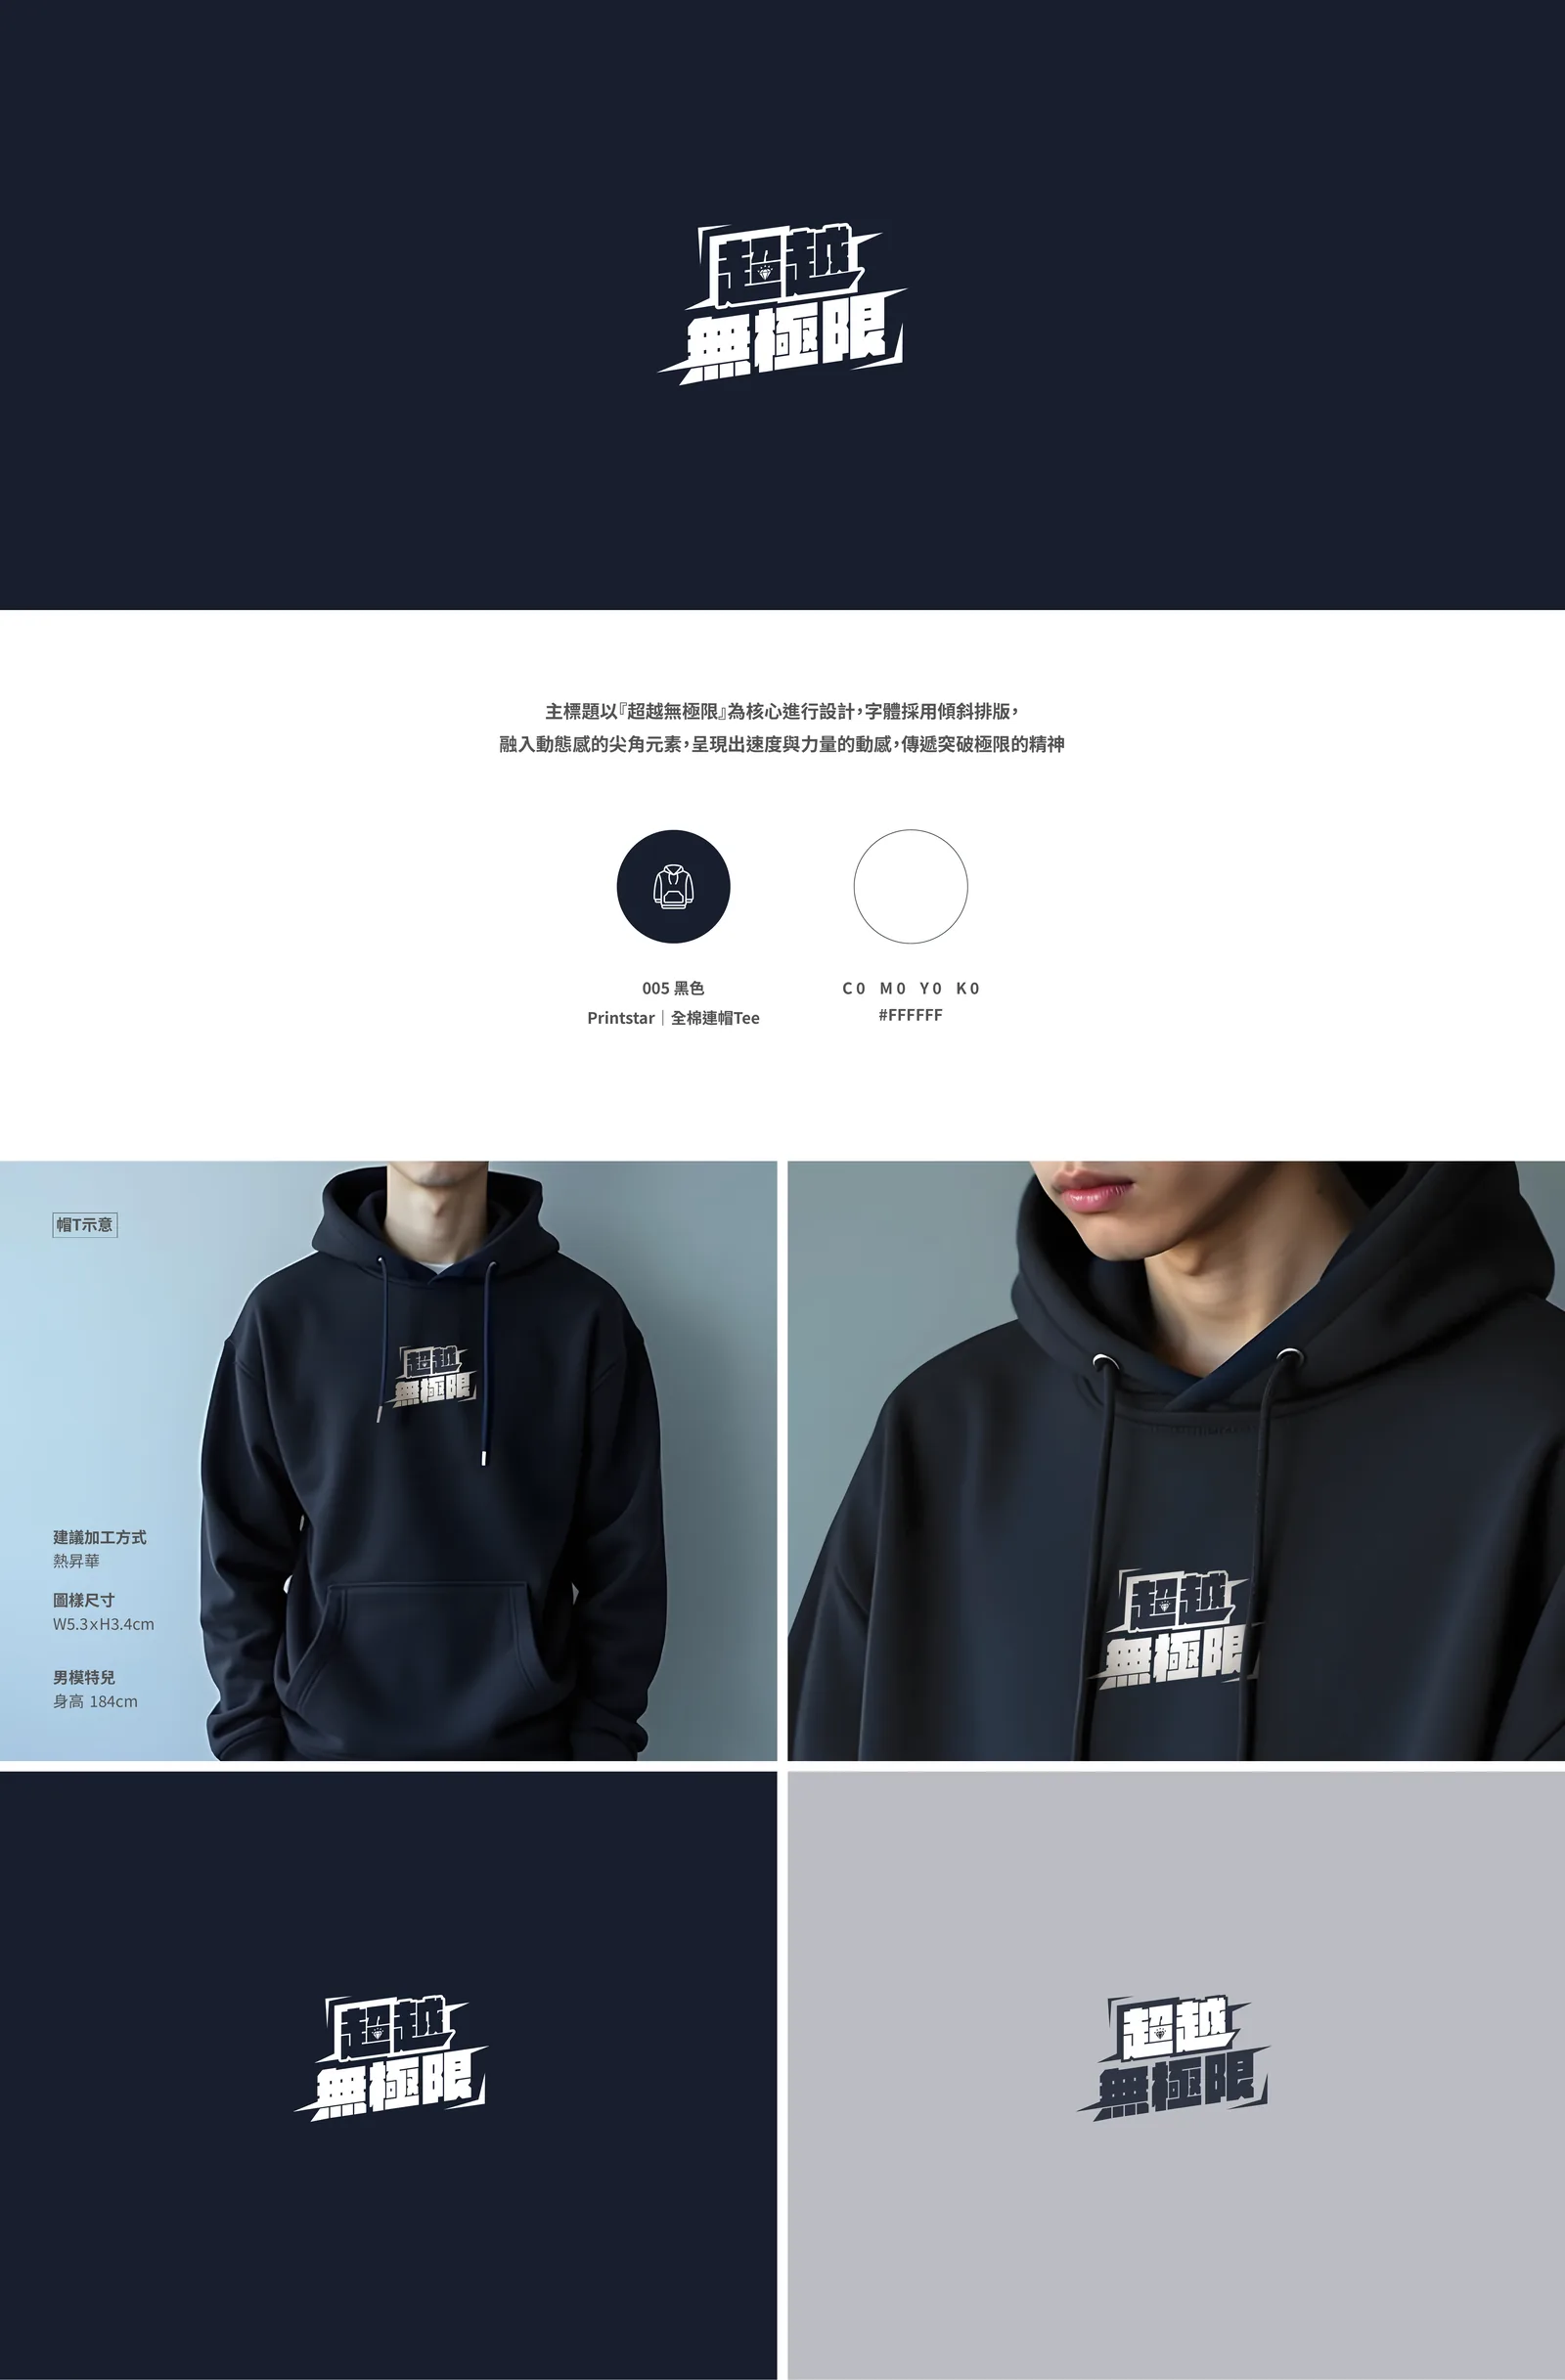 超越
無極限
主標題以『超越無極限』為核心進行設計，字體採用傾斜排版，
融入動態感的尖角元素，呈現出速度與力量的動感，傳遞突破極限的精神
005 黑色
Printstar｜全棉連帽Tee
C0 M0 Y0 K0
#FFFFFF
帽T示意
超越
無極限
建議加工方式
熱昇華
圖樣尺寸
W5.3xH3.4cm
男模特兒
身高 184cm
超越
無極限
超越
無極限
超越
無極限